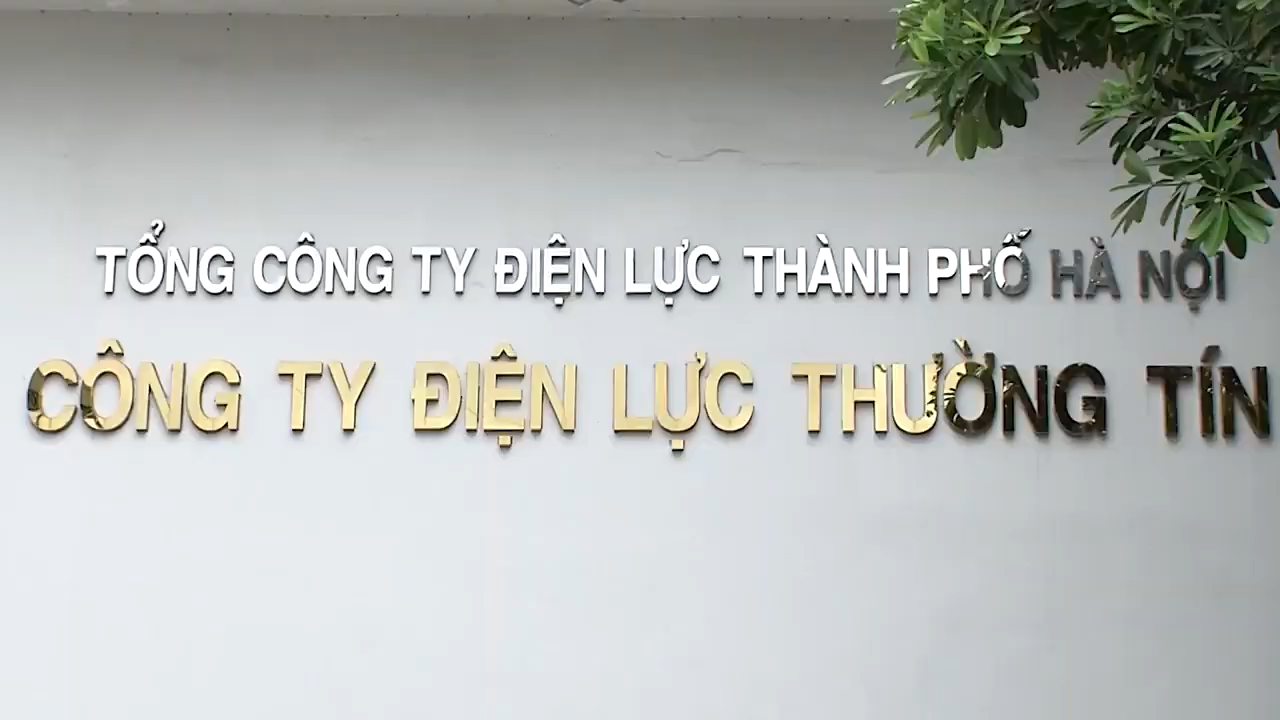 TỔNG CÔNG TY ĐIỆN LỰC THÀNH PHỐ HÀ NỘI
CÔNG TY ĐIỆN LỰC THƯỜNG TÍN